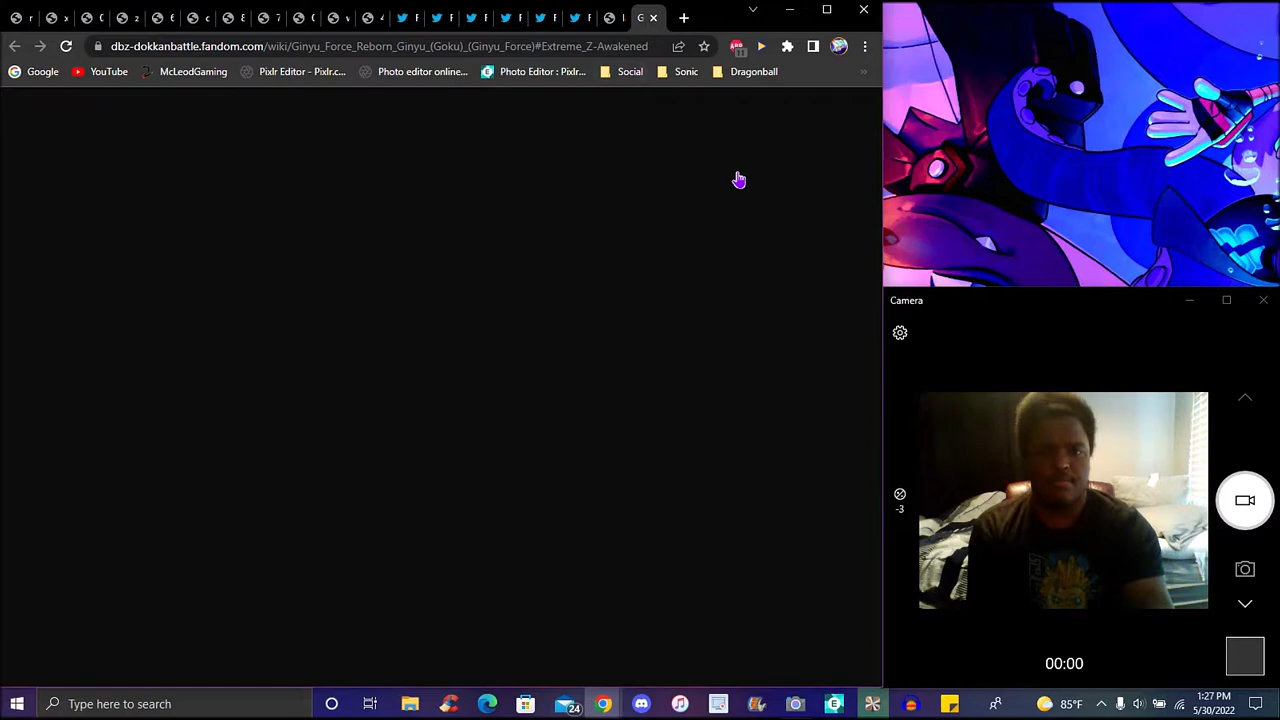 dbz-dokkanbattle.fandom.com/wiki/Ginyu_Force_Reborn_Ginyu_(Goku)_(Ginyu_Force)#Extreme_Z-Awakened
11
Google YouTube McLeodGaming Pixlr Editor - Pixlr.c... Photo editor online... Photo Editor : Pixlr... Social Sonic Dragonball
Camera
-3
00:00
Type here to search
24
85°F
1:27 PM
5/30/2022